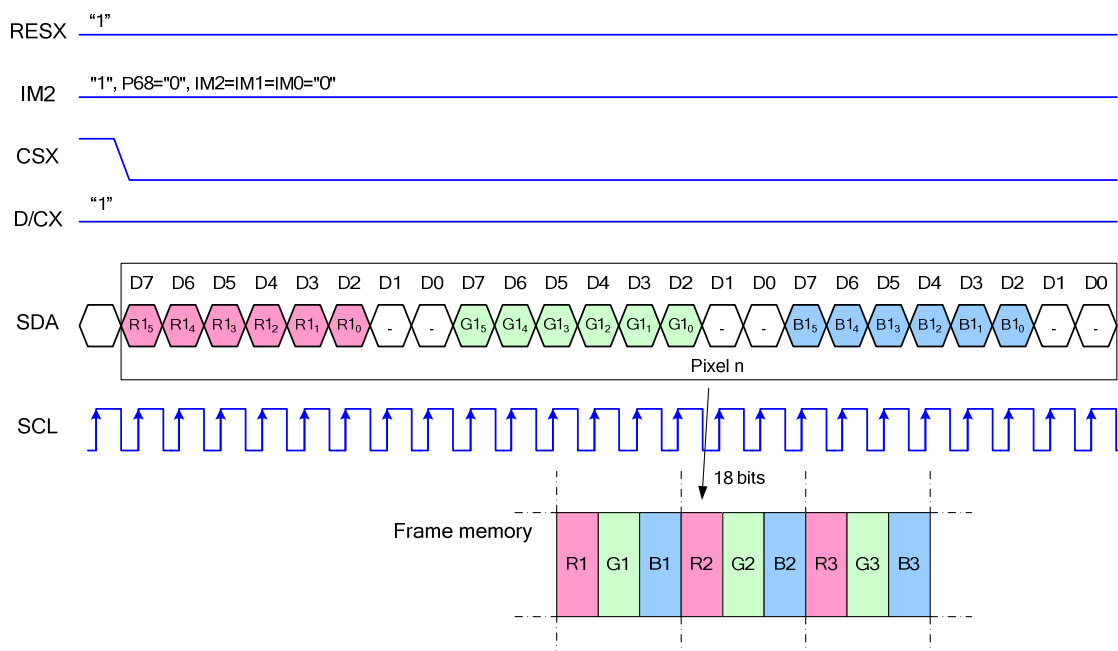 RESX “1”
IM2 "1", P68="0", IM2=IM1=IM0="0"
CSX
D/CX “1”
D7 D6 D5 D4 D3 D2 D1 D0 D7 D6 D5 D4 D3 D2 D1 D0 D7 D6 D5 D4 D3 D2 D1 D0
SDA R1₅ R1₄ R1₃ R1₂ R1₁ R1₀ - - G1₅ G1₄ G1₃ G1₂ G1₁ G1₀ - - B1₅ B1₄ B1₃ B1₂ B1₁ B1₀ - -
Pixel n
SCL
18 bits
Frame memory
R1 G1 B1 R2 G2 B2 R3 G3 B3